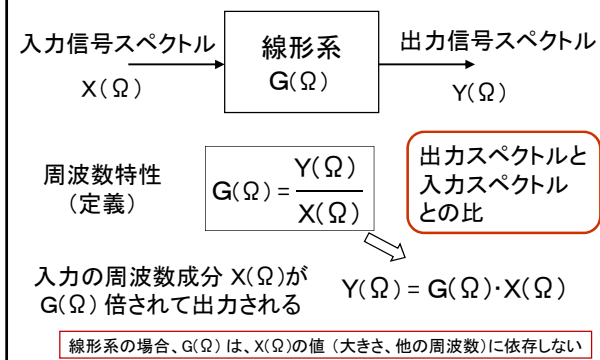 入力信号スペクトル
X(Ω)
線形系
G(Ω)
出力信号スペクトル
Y(Ω)
周波数特性
(定義)
G(Ω) = Y(Ω)
X(Ω)
出力スペクトルと
入力スペクトル
との比
入力の周波数成分 X(Ω)が
G(Ω) 倍されて出力される
Y(Ω) = G(Ω)・X(Ω)
線形系の場合、G(Ω) は、X(Ω)の値 (大きさ、他の周波数)に依存しない